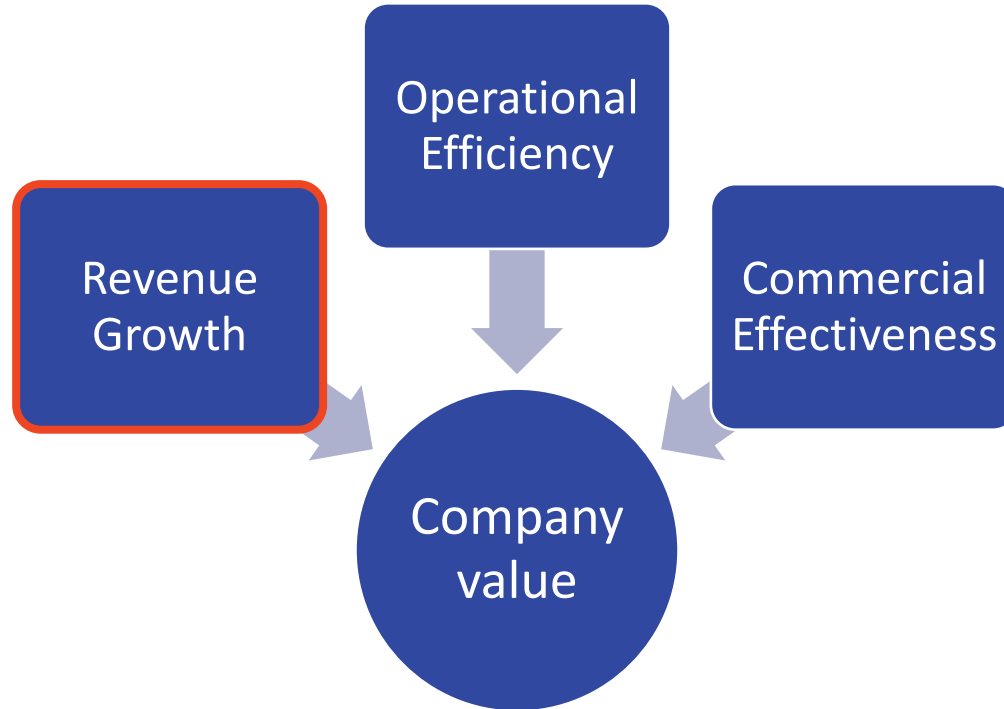 Operational
Efficiency
Revenue
Growth
Commercial
Effectiveness
Company
value